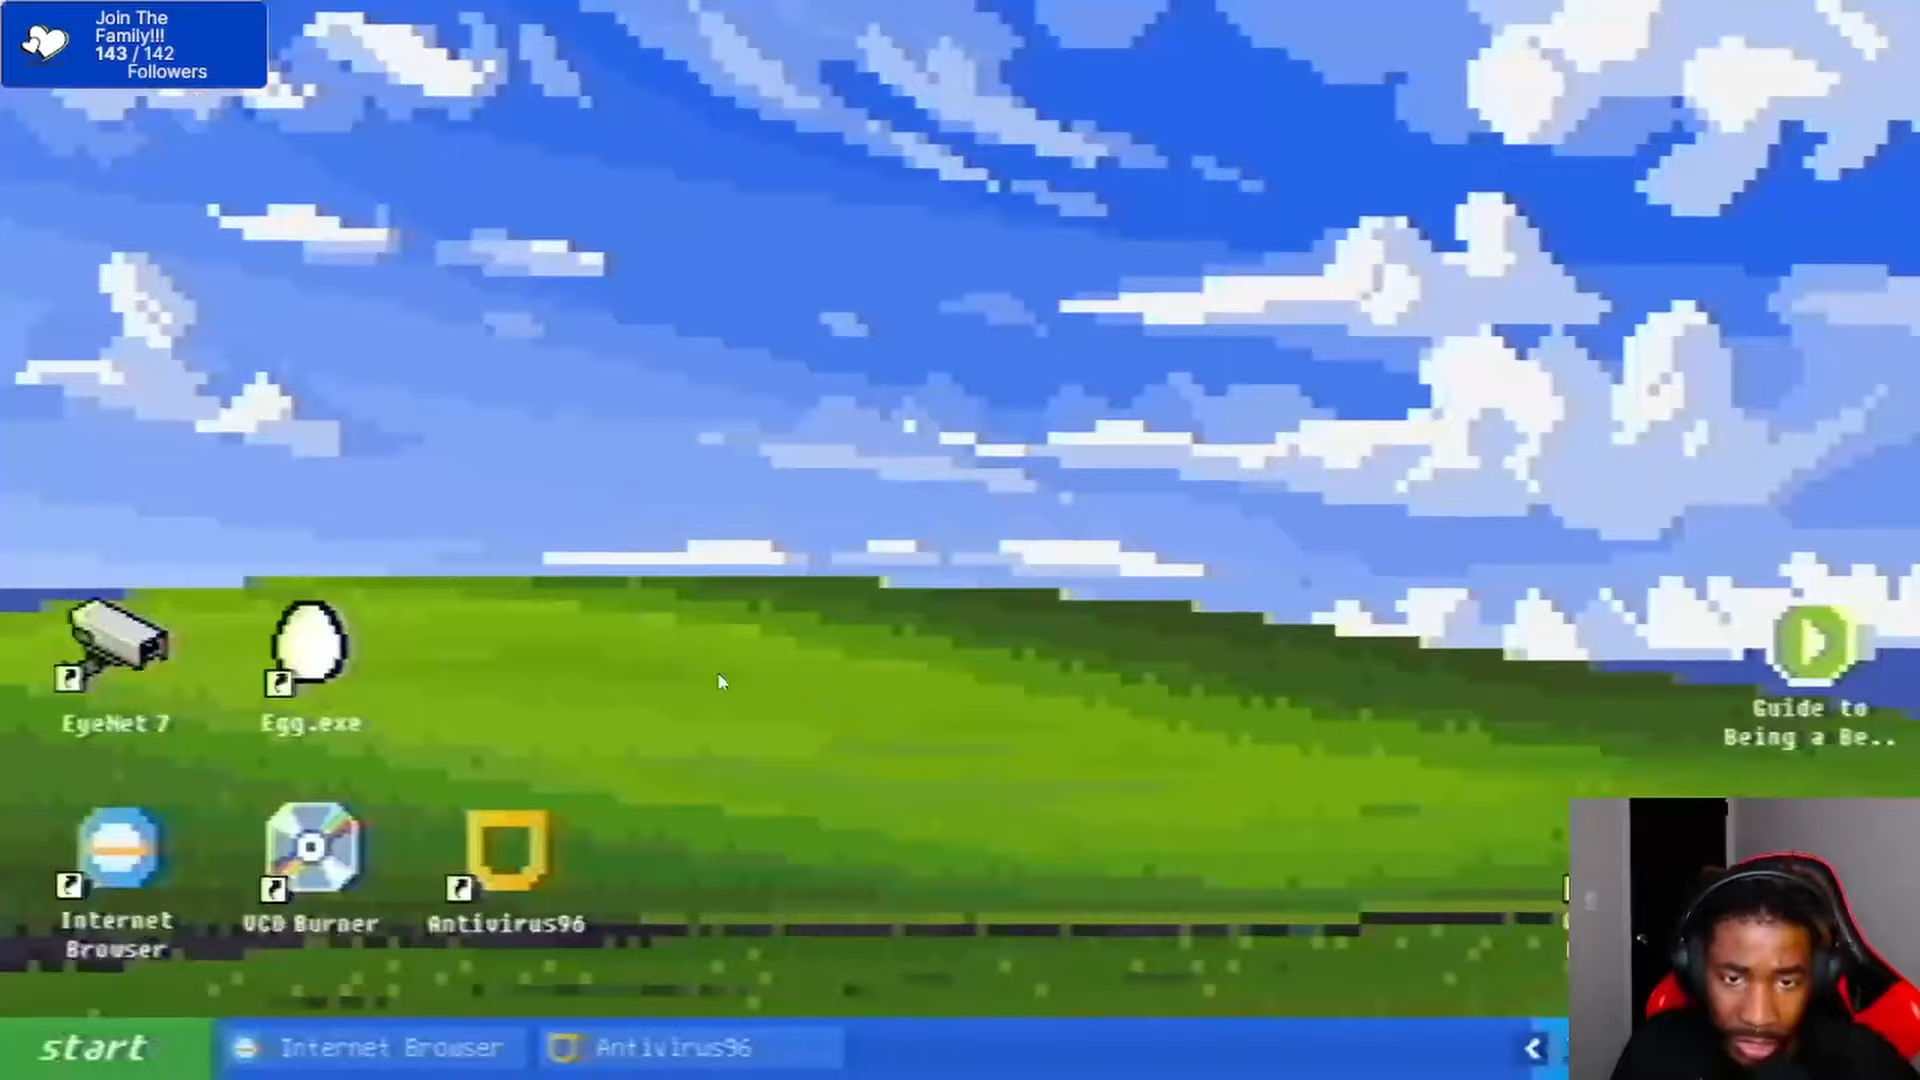 Join The
Family!!!
143 / 142
Followers
EyeNet 7
Egg.exe
Guide to
Being a Be..
Internet
Browser
VCD Burner
Antivirus96
start
Internet Browser
Antivirus96